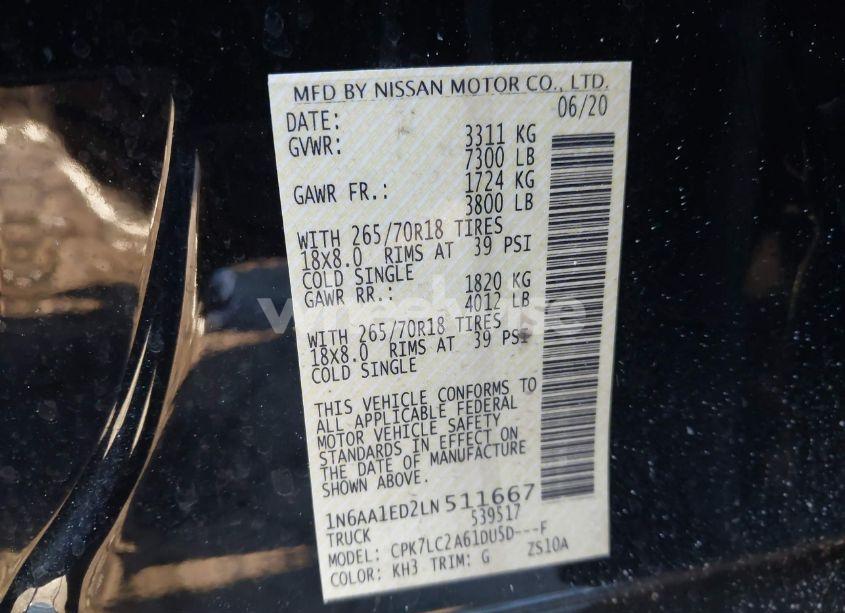 MFD BY NISSAN MOTOR CO., LTD.
DATE: 06/20
GVWR: 3311 KG
7300 LB
GAWR FR.: 1724 KG
3800 LB
WITH 265/70R18 TIRES
18X8.0 RIMS AT 39 PSI
COLD SINGLE
GAWR RR.: 1820 KG
4012 LB
WITH 265/70R18 TIRES
18X8.0 RIMS AT 39 PSI
COLD SINGLE
THIS VEHICLE CONFORMS TO
ALL APPLICABLE FEDERAL
MOTOR VEHICLE SAFETY
STANDARDS IN EFFECT ON
THE DATE OF MANUFACTURE
SHOWN ABOVE.
1N6AA1ED2LN511667
TRUCK 539517
MODEL: CPK7LC2A61DU5D---F
COLOR: KH3 TRIM: G ZS10A